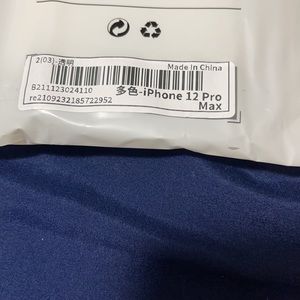 2(03)-透明
Made In China
B211123024110
多色-iPhone 12 Pro
Max
re2109232185722952